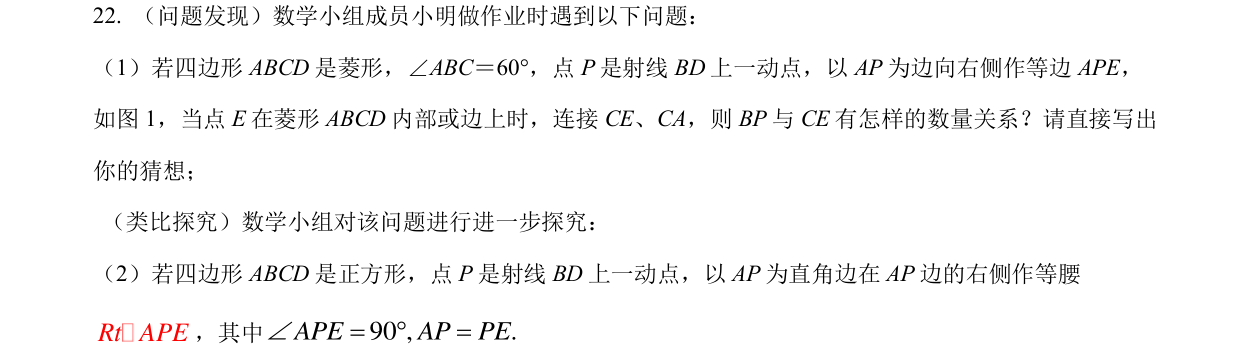 22. （问题发现）数学小组成员小明做作业时遇到以下问题：
（1）若四边形 ABCD 是菱形，∠ABC＝60°，点 P 是射线 BD 上一动点，以 AP 为边向右侧作等边 APE，
如图 1，当点 E 在菱形 ABCD 内部或边上时，连接 CE、CA，则 BP 与 CE 有怎样的数量关系？请直接写出
你的猜想；
（类比探究）数学小组对该问题进行进一步探究：
（2）若四边形 ABCD 是正方形，点 P 是射线 BD 上一动点，以 AP 为直角边在 AP 边的右侧作等腰
Rt□ APE ，其中∠APE = 90°, AP = PE.